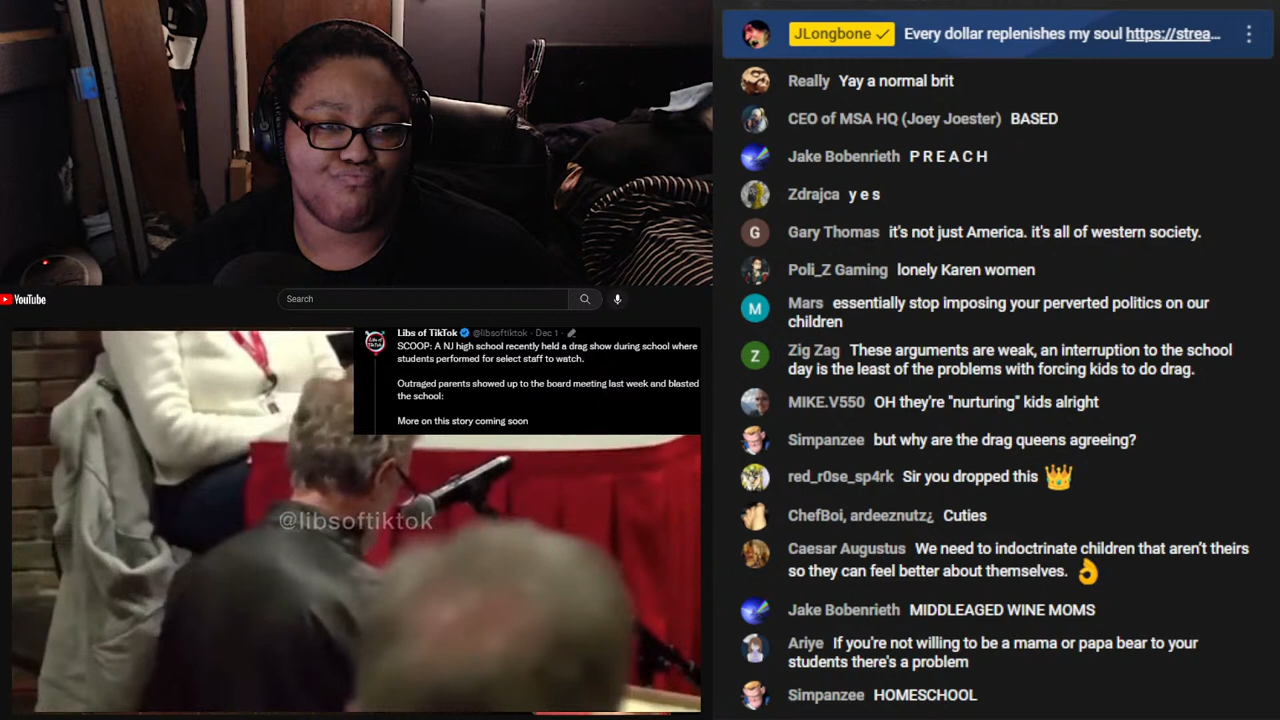 JLongbone Every dollar replenishes my soul https://strea...
Really Yay a normal brit
CEO of MSA HQ (Joey Joester) BASED
Jake Bobenrieth P R E A C H
Zdrajca y e s
G Gary Thomas it's not just America. it's all of western society.
Poli_Z Gaming lonely Karen women
M Mars essentially stop imposing your perverted politics on our
children
Zig Zag These arguments are weak, an interruption to the school
day is the least of the problems with forcing kids to do drag.
MIKE.V550 OH they're "nurturing" kids alright
Simpanzee but why are the drag queens agreeing?
red_r0se_sp4rk Sir you dropped this
ChefBoi, ardeeznutz¿ Cuties
Caesar Augustus We need to indoctrinate children that aren't theirs
so they can feel better about themselves.
Jake Bobenrieth MIDDLEAGED WINE MOMS
Ariye If you're not willing to be a mama or papa bear to your
students there's a problem
Simpanzee HOMESCHOOL
YouTube
Search
Libs of TikTok @libsoftiktok · Dec 1 ·
SCOOP: A NJ high school recently held a drag show during school where
students performed for select staff to watch.
Outraged parents showed up to the board meeting last week and blasted
the school:
More on this story coming soon
@libsoftiktok